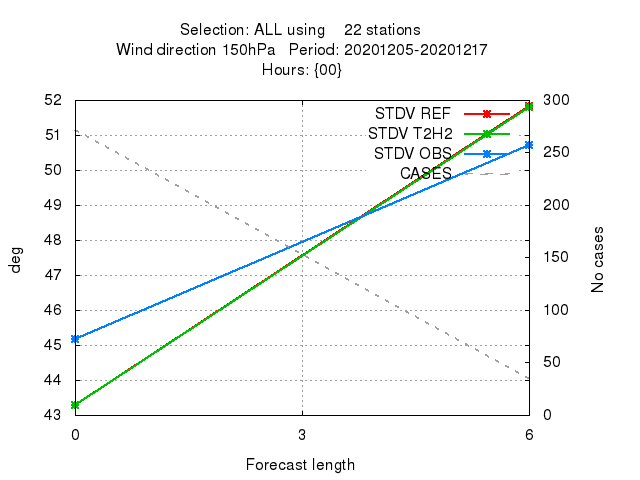 Selection: ALL using    22 stations
Wind direction 150hPa   Period: 20201205-20201217
Hours: {00}
STDV REF
STDV T2H2
STDV OBS
CASES
52
51
50
49
48
47
46
45
44
43
deg
300
250
200
150
100
50
0
No cases
0 3 6
Forecast length